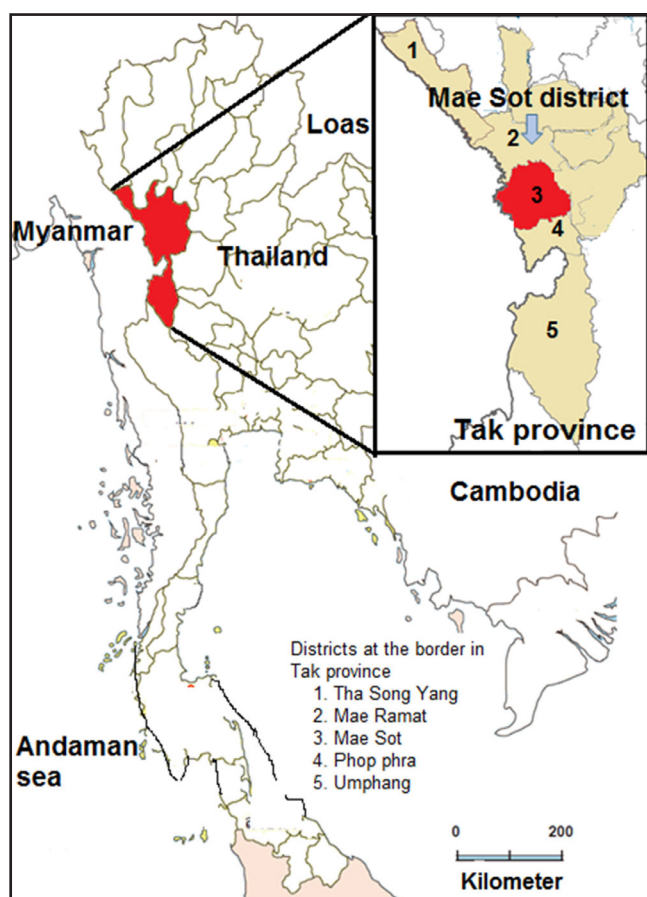 1
Mae Sot district
2
3
4
5
Tak province
Loas
Myanmar
Thailand
Cambodia
Districts at the border in
Tak province
1. Tha Song Yang
2. Mae Ramat
3. Mae Sot
4. Phop phra
5. Umphang
Andaman
sea
0 200
Kilometer